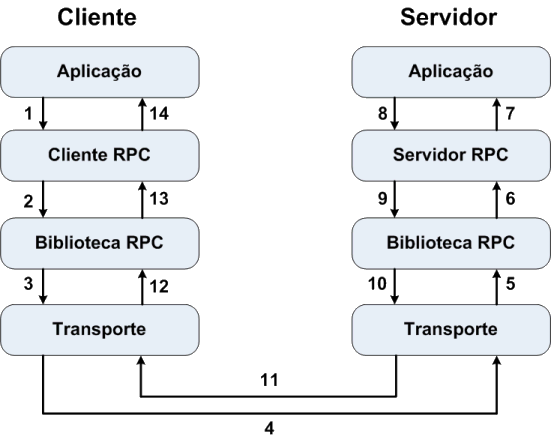 Cliente Servidor
Aplicação Aplicação
1 14 8 7
Cliente RPC Servidor RPC
2 13 9 6
Biblioteca RPC Biblioteca RPC
3 12 10 5
Transporte Transporte
11
4